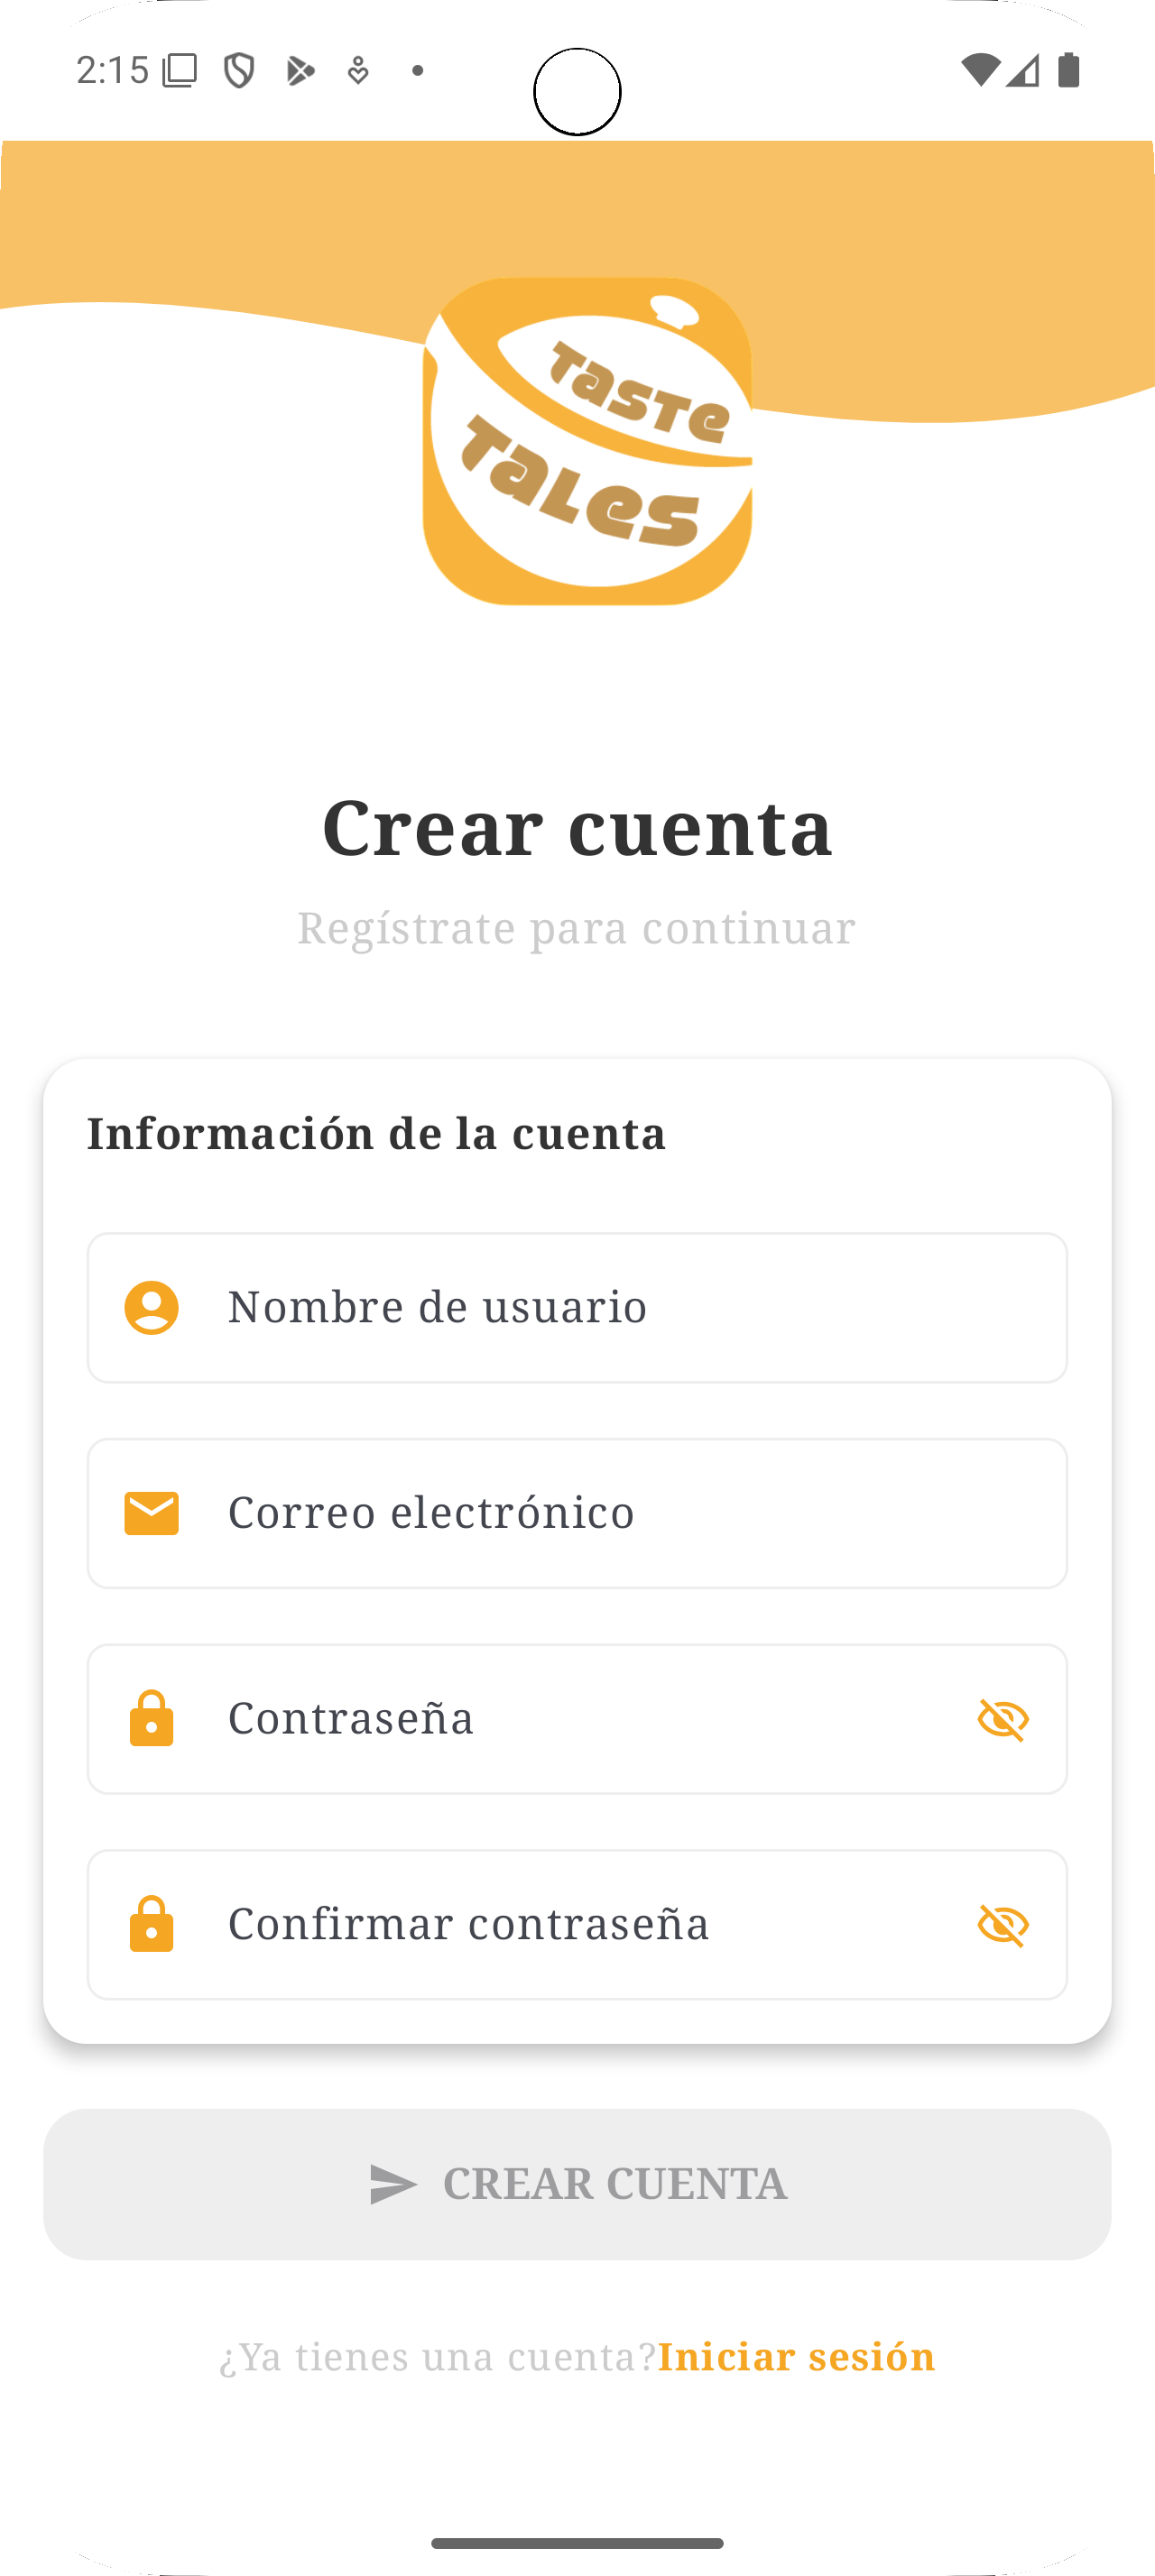 2:15
TASTE
TALES
Crear cuenta
Regístrate para continuar
Información de la cuenta
Nombre de usuario
Correo electrónico
Contraseña
Confirmar contraseña
CREAR CUENTA
¿Ya tienes una cuenta?Iniciar sesión